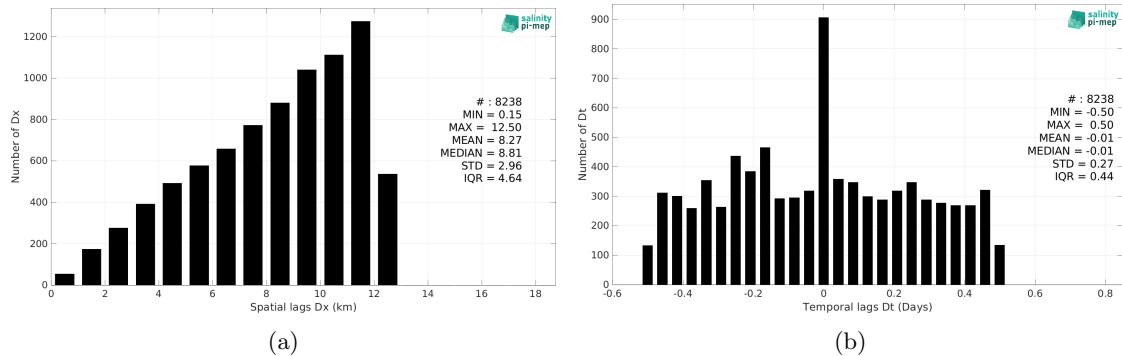 salinity
pi-mep
1200
1000
800
600
400
200
0
Number of Dx
# : 8238
MIN = 0.15
MAX = 12.50
MEAN = 8.27
MEDIAN = 8.81
STD = 2.96
IQR = 4.64
0 2 4 6 8 10 12 14 16 18
Spatial lags Dx (km)
(a)
salinity
pi-mep
900
800
700
600
500
400
300
200
100
0
Number of Dt
# : 8238
MIN = -0.50
MAX = 0.50
MEAN = -0.01
MEDIAN = -0.01
STD = 0.27
IQR = 0.44
-0.6 -0.4 -0.2 0 0.2 0.4 0.6 0.8
Temporal lags Dt (Days)
(b)